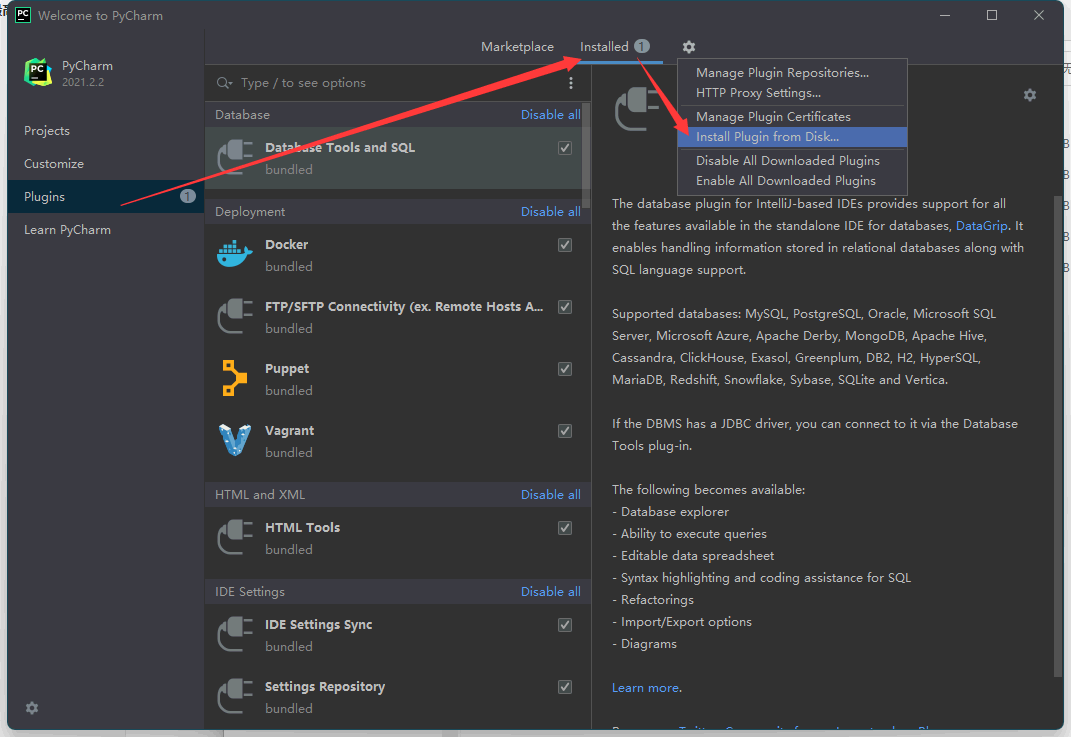 Welcome to PyCharm
PyCharm
2021.2.2
Projects
Customize
Plugins
1
Learn PyCharm
Marketplace
Installed 1
Type / to see options
Database Disable all
Database Tools and SQL
bundled
Deployment Disable all
Docker
bundled
FTP/SFTP Connectivity (ex. Remote Hosts A...
bundled
Puppet
bundled
Vagrant
bundled
HTML and XML Disable all
HTML Tools
bundled
IDE Settings Disable all
IDE Settings Sync
bundled
Settings Repository
bundled
Manage Plugin Repositories...
HTTP Proxy Settings...
Manage Plugin Certificates
Install Plugin from Disk...
Disable All Downloaded Plugins
Enable All Downloaded Plugins
The database plugin for IntelliJ-based IDEs provides support for all
the features available in the standalone IDE for databases, DataGrip. It
enables handling information stored in relational databases along with
SQL language support.
Supported databases: MySQL, PostgreSQL, Oracle, Microsoft SQL
Server, Microsoft Azure, Apache Derby, MongoDB, Apache Hive,
Cassandra, ClickHouse, Exasol, Greenplum, DB2, H2, HyperSQL,
MariaDB, Redshift, Snowflake, Sybase, SQLite and Vertica.
If the DBMS has a JDBC driver, you can connect to it via the Database
Tools plug-in.
The following becomes available:
- Database explorer
- Ability to execute queries
- Editable data spreadsheet
- Syntax highlighting and coding assistance for SQL
- Refactorings
- Import/Export options
- Diagrams
Learn more.